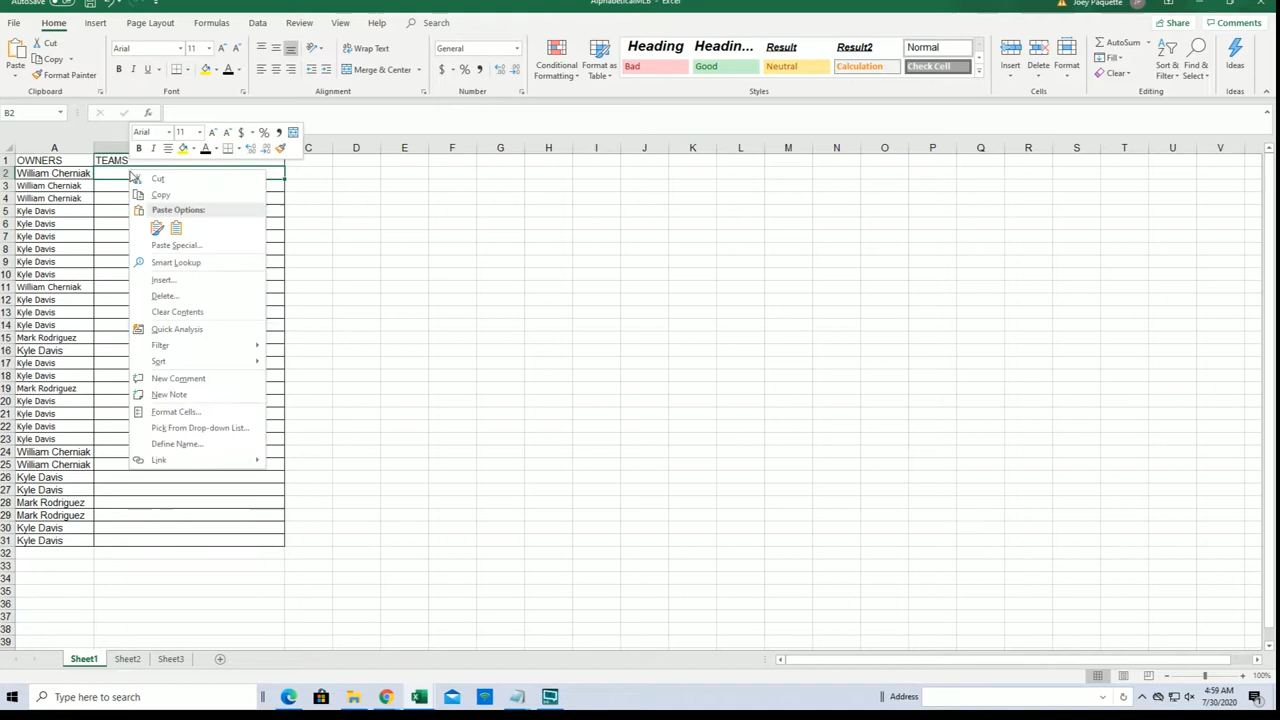 AutoSave Off AlphabeticalMLB - Excel Joey Paquette JP
File Home Insert Page Layout Formulas Data Review View Help Search Share Comments
Paste Cut Copy Format Painter Clipboard
Arial 11 A A B I U A Font
Wrap Text Merge & Center Alignment
General $ % , Number
Conditional Formatting Format as Table
Heading Headin... Result Result2 Normal
Bad Good Neutral Calculation Check Cell
Styles
Insert Delete Format Cells
AutoSum Fill Clear Sort & Filter Find & Select Editing
Ideas Ideas
B2 fx
Arial 11 A A $ % ,
B I A
A C D E F G H I J K L M N O P Q R S T U V
1 OWNERS TEAMS
2 William Cherniak
3 William Cherniak
4 William Cherniak
5 Kyle Davis
6 Kyle Davis
7 Kyle Davis
8 Kyle Davis
9 Kyle Davis
10 Kyle Davis
11 William Cherniak
12 Kyle Davis
13 Kyle Davis
14 Kyle Davis
15 Mark Rodriguez
16 Kyle Davis
17 Kyle Davis
18 Kyle Davis
19 Mark Rodriguez
20 Kyle Davis
21 Kyle Davis
22 Kyle Davis
23 Kyle Davis
24 William Cherniak
25 William Cherniak
26 Kyle Davis
27 Kyle Davis
28 Mark Rodriguez
29 Mark Rodriguez
30 Kyle Davis
31 Kyle Davis
32
33
34
35
36
37
38
39
Cut
Copy
Paste Options:
Paste Special...
Smart Lookup
Insert...
Delete...
Clear Contents
Quick Analysis
Filter
Sort
New Comment
New Note
Format Cells...
Pick From Drop-down List...
Define Name...
Link
Sheet1 Sheet2 Sheet3
100%
Type here to search Address 4:59 AM
7/30/2020